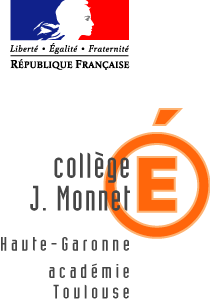 Liberté • Égalité • Fraternité
RÉPUBLIQUE FRANÇAISE
collège
J. Monnet
É
Haute-Garonne
académie
Toulouse